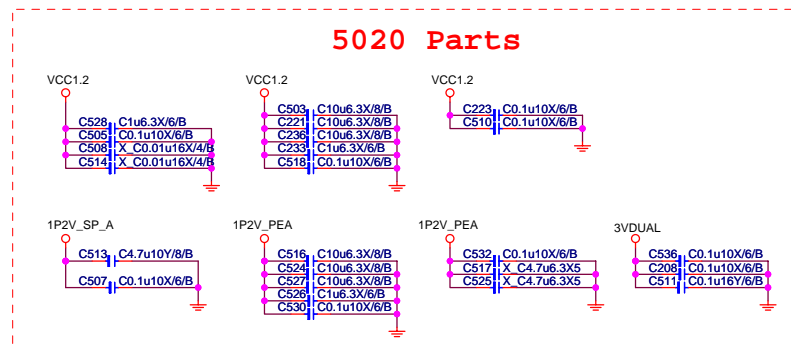 5020 Parts
VCC1.2
C528 C1u6.3X/6/B
C505 C0.1u10X/6/B
C508 X_C0.01u16X/4/B
C514 X_C0.01u16X/4/B
VCC1.2
C503 C10u6.3X/8/B
C221 C10u6.3X/8/B
C236 C10u6.3X/8/B
C233 C1u6.3X/6/B
C518 C0.1u10X/6/B
VCC1.2
C223 C0.1u10X/6/B
C510 C0.1u10X/6/B
1P2V_SP_A
C513 C4.7u10Y/8/B
C507 C0.1u10X/6/B
1P2V_PEA
C516 C10u6.3X/8/B
C524 C10u6.3X/8/B
C527 C10u6.3X/8/B
C526 C1u6.3X/6/B
C530 C0.1u10X/6/B
1P2V_PEA
C532 C0.1u10X/6/B
C517 X_C4.7u6.3X5
C525 X_C4.7u6.3X5
3VDUAL
C536 C0.1u10X/6/B
C208 C0.1u10X/6/B
C511 C0.1u16Y/6/B